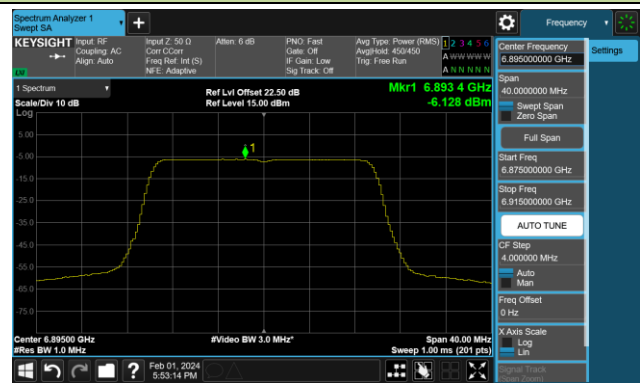 Spectrum Analyzer 1
Swept SA
Frequency
KEYSIGHT
Input: RF
Coupling: AC
Align: Auto
Input Z: 50 Ω
Corr CCorr
Freq Ref: Int (S)
NFE: Adaptive
Atten: 6 dB
PNO: Fast
Gate: Off
IF Gain: Low
Sig Track: Off
Avg Type: Power (RMS)
Avg|Hold: 450/450
Trig: Free Run
1 2 3 4 5 6
A W W W W W
A N N N N N
LU
1 Spectrum
Scale/Div 10 dB
Log
Ref Lvl Offset 22.50 dB
Ref Level 15.00 dBm
Mkr1 6.893 4 GHz
-6.128 dBm
1
5.00
-5.00
-15.0
-25.0
-35.0
-45.0
-55.0
-65.0
-75.0
Center 6.89500 GHz
#Res BW 1.0 MHz
#Video BW 3.0 MHz*
Span 40.00 MHz
Sweep 1.00 ms (201 pts)
Center Frequency
6.895000000 GHz
Settings
Span
40.0000000 MHz
Swept Span
Zero Span
Full Span
Start Freq
6.875000000 GHz
Stop Freq
6.915000000 GHz
AUTO TUNE
CF Step
4.000000 MHz
Auto
Man
Freq Offset
0 Hz
X Axis Scale
Log
Lin
Signal Track
(Span Zoom)
Feb 01, 2024
5:53:14 PM